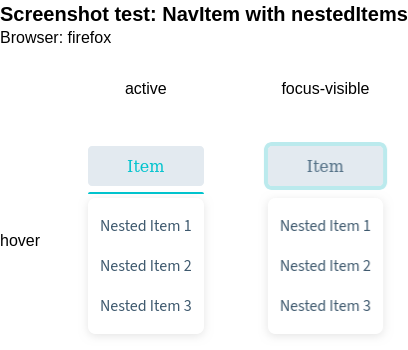 Screenshot test: NavItem with nestedItems
Browser: firefox
active focus-visible
Item Item
Nested Item 1 Nested Item 1
hover Nested Item 2 Nested Item 2
Nested Item 3 Nested Item 3